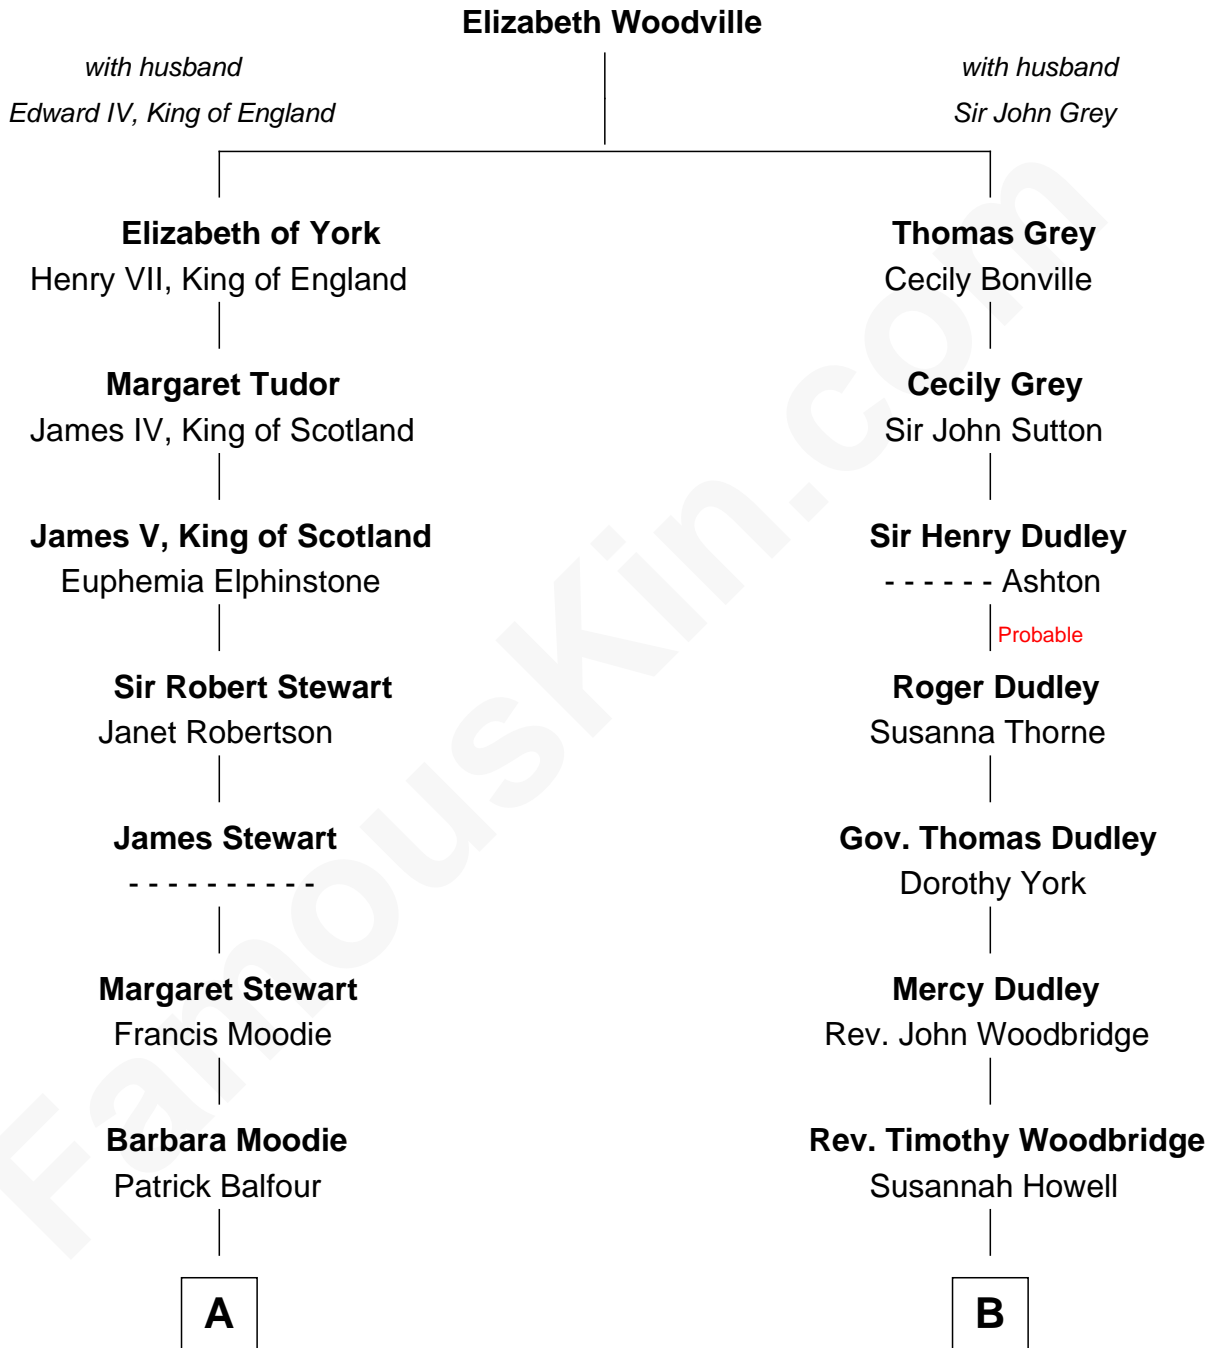 Elizabeth Woodville
with husband
Edward IV, King of England
with husband
Sir John Grey
Elizabeth of York
Henry VII, King of England
Thomas Grey
Cecily Bonville
Margaret Tudor
James IV, King of Scotland
Cecily Grey
Sir John Sutton
James V, King of Scotland
Euphemia Elphinstone
Sir Henry Dudley
- - - - - - Ashton
Probable
Sir Robert Stewart
Janet Robertson
Roger Dudley
Susanna Thorne
James Stewart
- - - - - - - - - -
Gov. Thomas Dudley
Dorothy York
Margaret Stewart
Francis Moodie
Mercy Dudley
Rev. John Woodbridge
Barbara Moodie
Patrick Balfour
Rev. Timothy Woodbridge
Susannah Howell
A
B
FamousKin.com